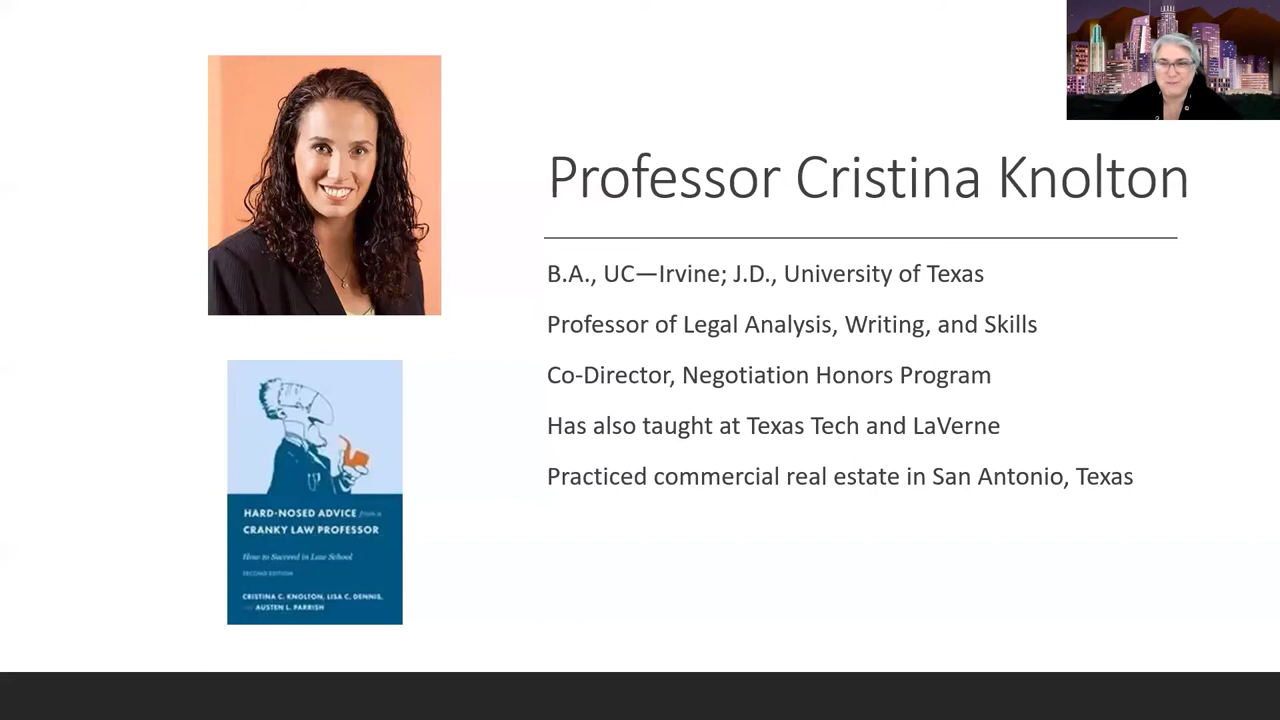 Professor Cristina Knolton
B.A., UC—Irvine; J.D., University of Texas
Professor of Legal Analysis, Writing, and Skills
Co-Director, Negotiation Honors Program
Has also taught at Texas Tech and LaVerne
Practiced commercial real estate in San Antonio, Texas
HARD-NOSED ADVICE from a
CRANKY LAW PROFESSOR
How to Succeed in Law School
SECOND EDITION
CRISTINA C. KNOLTON, LISA C. DENNIS,
AUSTEN L. PARRISH